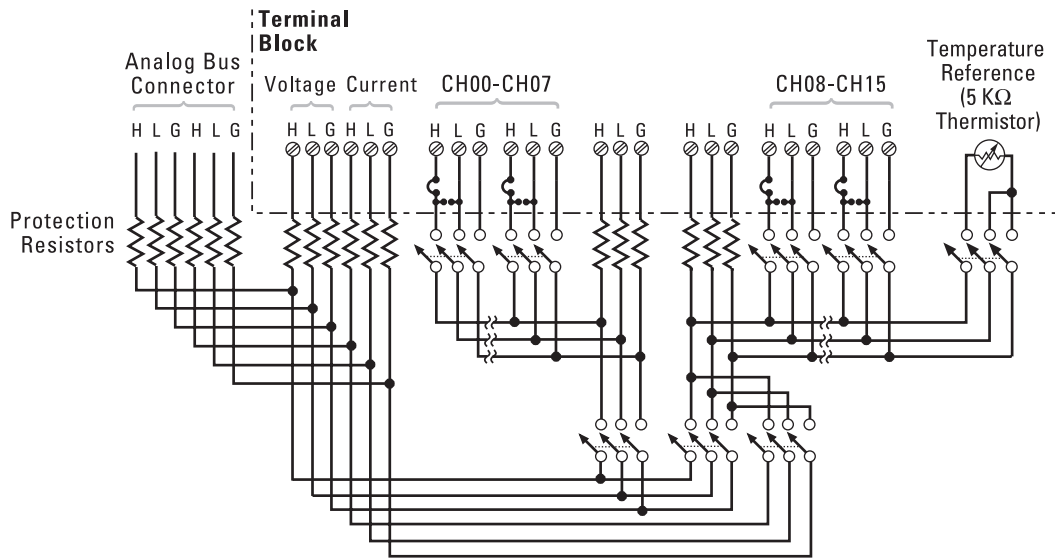 Terminal
Block
Analog Bus
Connector
Voltage Current
CH00-CH07
CH08-CH15
Temperature
Reference
(5 KΩ
Thermistor)
H L G H L G
H L G H L G
H L G H L G
H L G
H L G
H L G H L G
Protection
Resistors